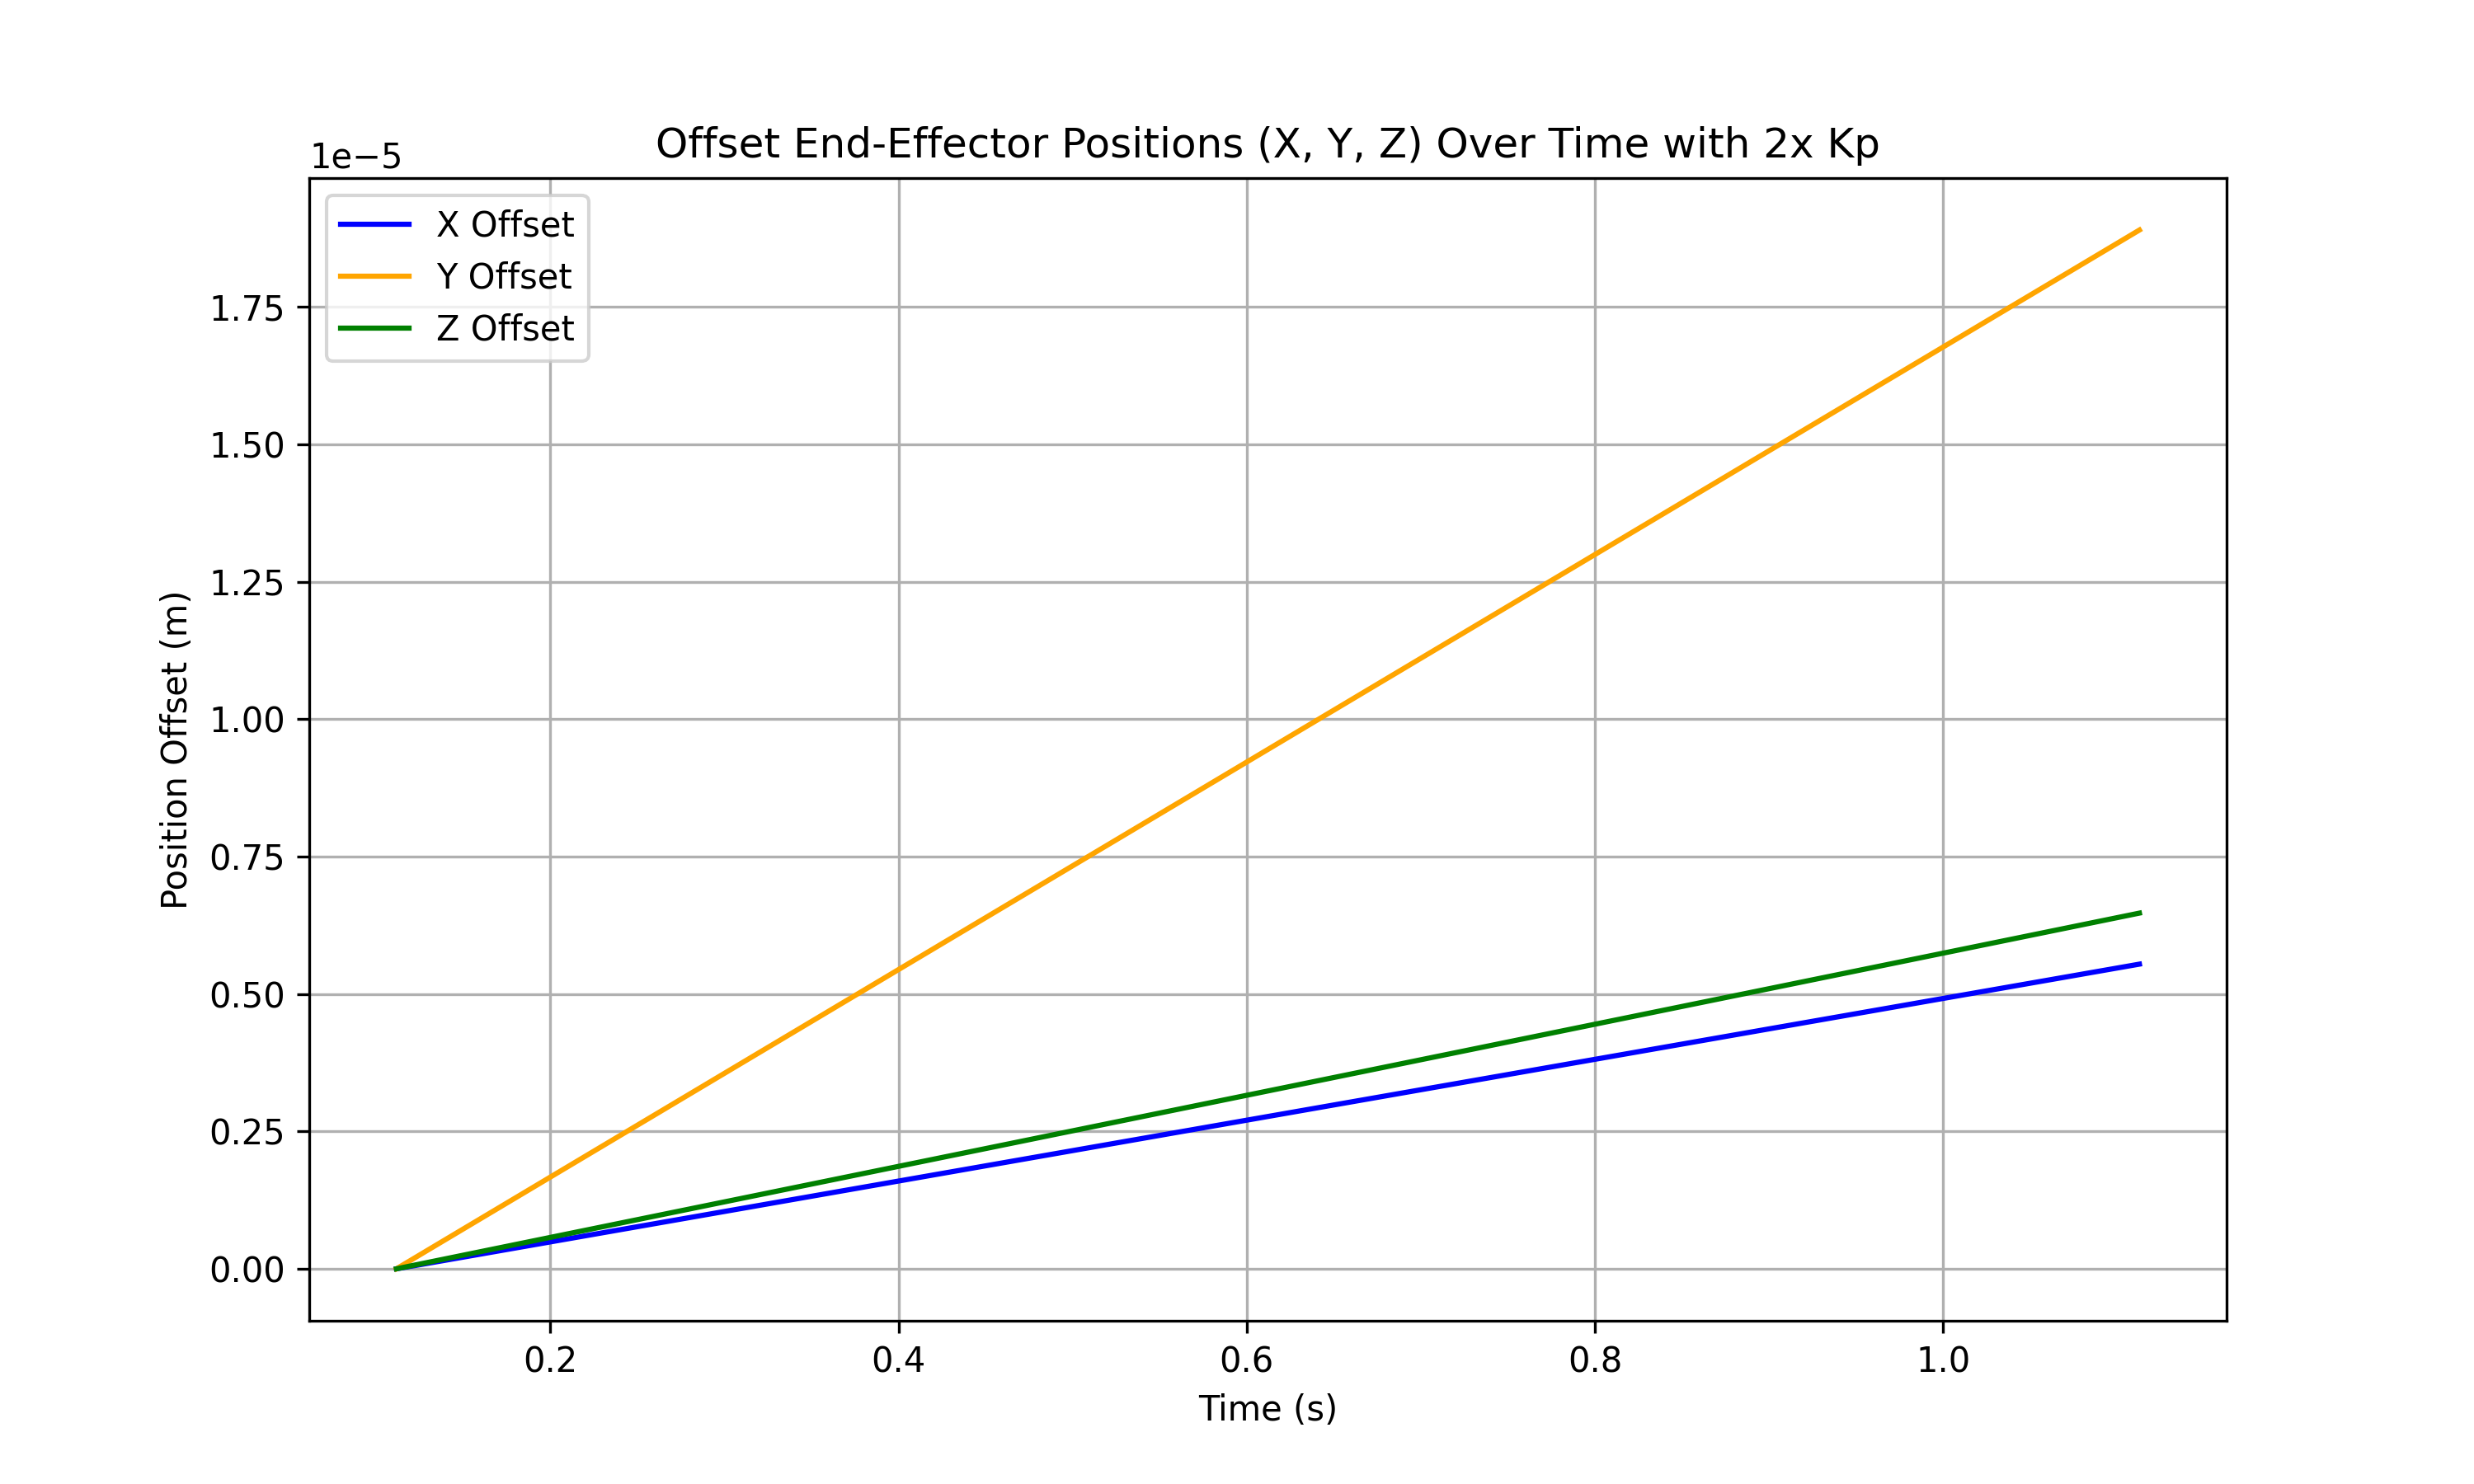 Offset End-Effector Positions (X, Y, Z) Over Time with 2x Kp
1e−5
X Offset
Y Offset
Z Offset
1.75
1.50
1.25
1.00
0.75
0.50
0.25
0.00
Position Offset (m)
0.2
0.4
0.6
0.8
1.0
Time (s)